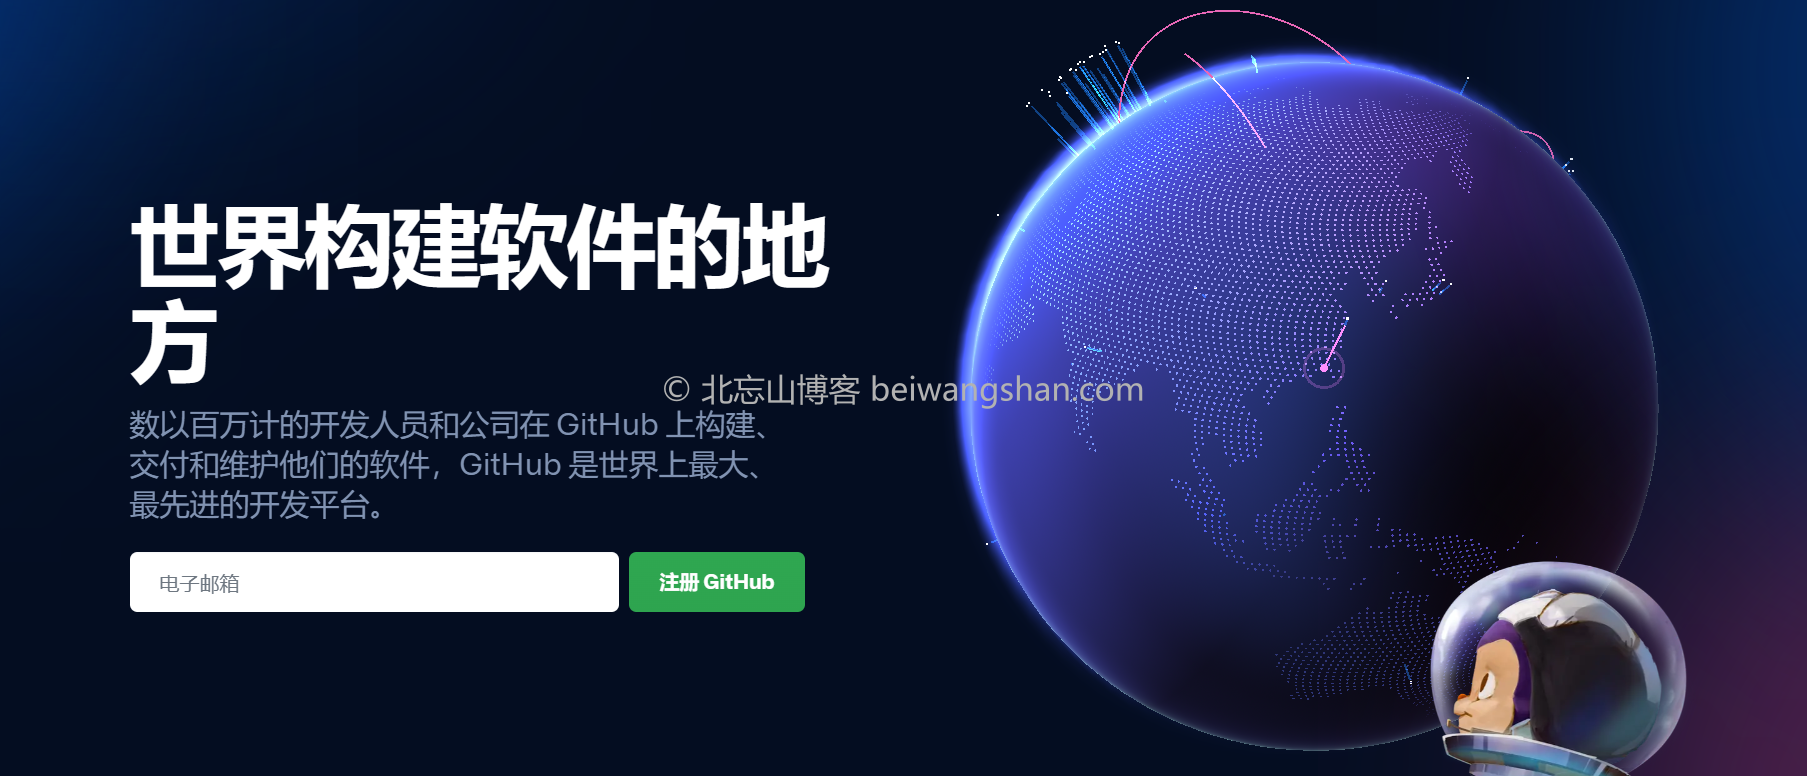 世界构建软件的地
方
© 北忘山博客 beiwangshan.com
数以百万计的开发人员和公司在 GitHub 上构建、
交付和维护他们的软件，GitHub 是世界上最大、
最先进的开发平台。
电子邮箱
注册 GitHub